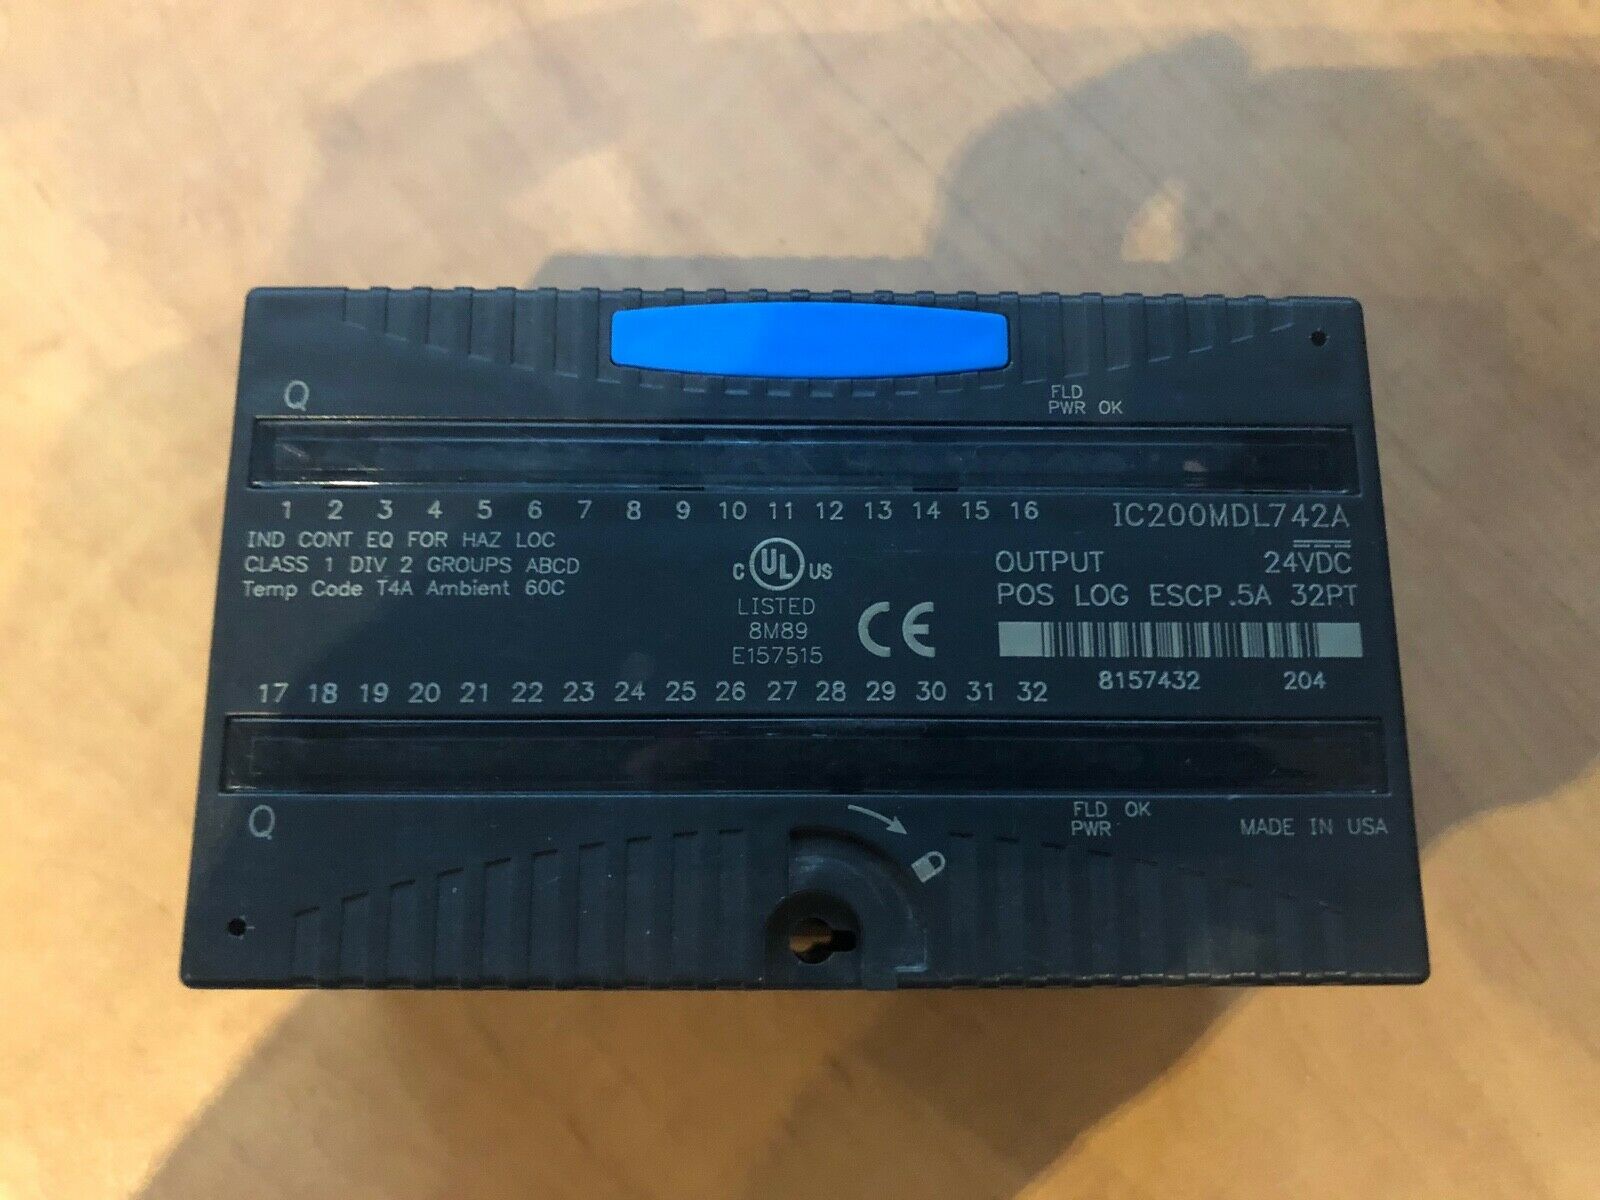 Q
FLD
PWR OK
1 2 3 4 5 6 7 8 9 10 11 12 13 14 15 16
IC200MDL742A
IND CONT EQ FOR HAZ LOC
CLASS 1 DIV 2 GROUPS ABCD
Temp Code T4A Ambient 60C
C UL US
LISTED
8M89
E157515
CE
OUTPUT 24VDC
POS LOG ESCP .5A 32PT
8157432 204
17 18 19 20 21 22 23 24 25 26 27 28 29 30 31 32
Q
FLD OK
PWR
MADE IN USA